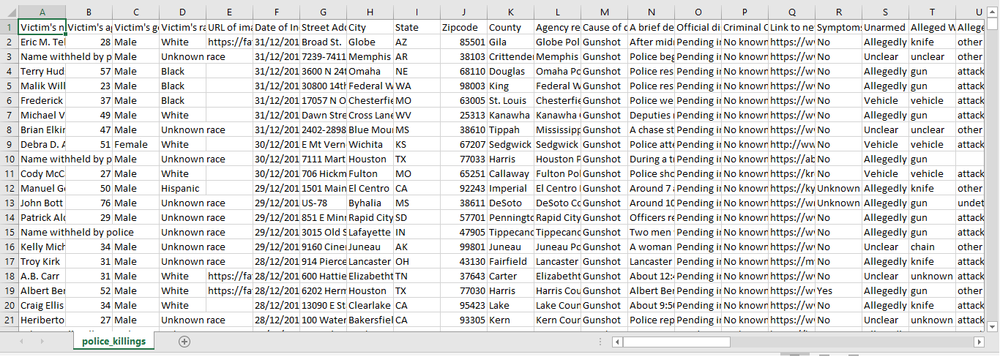 A B C D E F G H I J K L M N O P Q R S T U
1 Victim's n Victim's ag Victim's ge Victim's ra URL of ima Date of In Street Add City State Zipcode County Agency re Cause of d A brief de Official di Criminal C Link to ne Symptom Unarmed Alleged W Allege
2 Eric M. Tel 28 Male White https://fa 31/12/201 Broad St. Globe AZ 85501 Gila Globe Pol Gunshot After midn Pending in No known https://w No Allegedly knife other
3 Name withheld by p Male Unknown race 31/12/201 7239-7411 Memphis AR 38103 Crittender Memphis Gunshot Police beg Pending in No known https://w No Unclear unclear other
4 Terry Hud 57 Male Black 31/12/201 3600 N 24t Omaha NE 68110 Douglas Omaha Po Gunshot Police res Pending in No known https://w No Allegedly gun attack
5 Malik Will 23 Male Black 31/12/201 30800 14th Federal W WA 98003 King Federal W Gunshot Police res Pending in No known https://w No Allegedly gun attack
6 Frederick 37 Male Black 31/12/201 17057 N O Chesterfie MO 63005 St. Louis Chesterfie Gunshot Police we Pending in No known https://w No Vehicle vehicle attack
7 Michael V 49 Male White 31/12/201 Dawn Stre Cross Lane WV 25313 Kanawha Kanawha Gunshot Deputies Pending in No known https://w No Allegedly gun attack
8 Brian Elkin 47 Male Unknown race 31/12/201 2402-2898 Blue Mou MS 38610 Tippah Mississipp Gunshot A chase st Pending in No known https://w No Unclear unclear other
9 Debra D. A 51 Female White 30/12/201 E Mt Vern Wichita KS 67207 Sedgwick Sedgwick Gunshot Police atte Pending in No known http://ww No Vehicle vehicle attack
10 Name withheld by p Male Unknown race 30/12/201 7111 Mart Houston TX 77033 Harris Houston P Gunshot During a tr Pending in No known https://ab No Allegedly gun
11 Cody McC 27 Male White 30/12/201 706 Hickm Fulton MO 65251 Callaway Fulton Pol Gunshot Police sho Pending in No known https://kr No Vehicle vehicle attack
12 Manuel Go 50 Male Hispanic 29/12/201 1501 Main El Centro CA 92243 Imperial El Centro Gunshot Around 7 Pending in No known https://ky Unknown Allegedly knife other
13 John Bott 76 Male Unknown race 29/12/201 US-78 Byhalia MS 38611 DeSoto DeSoto Co Gunshot Around 10 Pending in No known https://w Unknown Allegedly gun undet
14 Patrick Ald 29 Male Unknown race 29/12/201 851 E Minn Rapid City SD 57701 Penningto Rapid City Gunshot Officers re Pending in No known https://w No Allegedly gun attack
15 Name withheld by police Unknown race 29/12/201 3015 Old S Lafayette IN 47905 Tippecanc Tippecanc Gunshot Two men Pending in No known https://w No Allegedly gun attack
16 Kelly Mich 34 Male Unknown race 29/12/201 9160 Ciner Juneau AK 99801 Juneau Juneau Po Gunshot A woman Pending in No known https://w No Unclear chain other
17 Troy Kirk 31 Male Unknown race 28/12/201 914 Pierce Lancaster OH 43130 Fairfield Lancaster Gunshot Lancaster Pending in No known https://m No Allegedly knife attack
18 A.B. Carr 31 Male White https://fa 28/12/201 600 Hattie Elizabetht TN 37643 Carter Elizabetht Gunshot About 12:4 Pending in No known https://w No Unclear unknown attack
19 Albert Ber 52 Male White https://fa 28/12/201 6202 Herm Houston TX 77030 Harris Harris Cou Gunshot Albert Ber Pending in No known https://w Yes Allegedly gun other
20 Craig Ellis 34 Male White 28/12/201 13090 E St Clearlake CA 95423 Lake Lake Coun Gunshot About 9:50 Pending in No known https://w No Allegedly knife attack
21 Heriberto 27 Male Unknown race 28/12/201 100 Water Bakersfiel CA 93305 Kern Kern Coun Gunshot Police rep Pending in No known https://w No Unclear unknown attack
police_killings